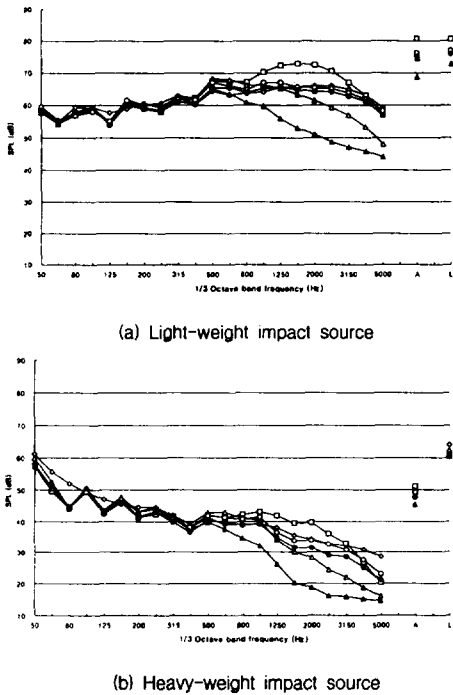 90
80
70
60
50
40
30
20
10
SPL (dB)
50 80 125 200 315 500 800 1250 2000 3150 5000 A L
1/3 Octave band frequency (Hz)
(a) Light-weight impact source
90
80
70
60
50
40
30
20
10
SPL (dB)
50 80 125 200 315 500 800 1250 2000 3150 5000 A L
1/3 Octave band frequency (Hz)
(b) Heavy-weight impact source